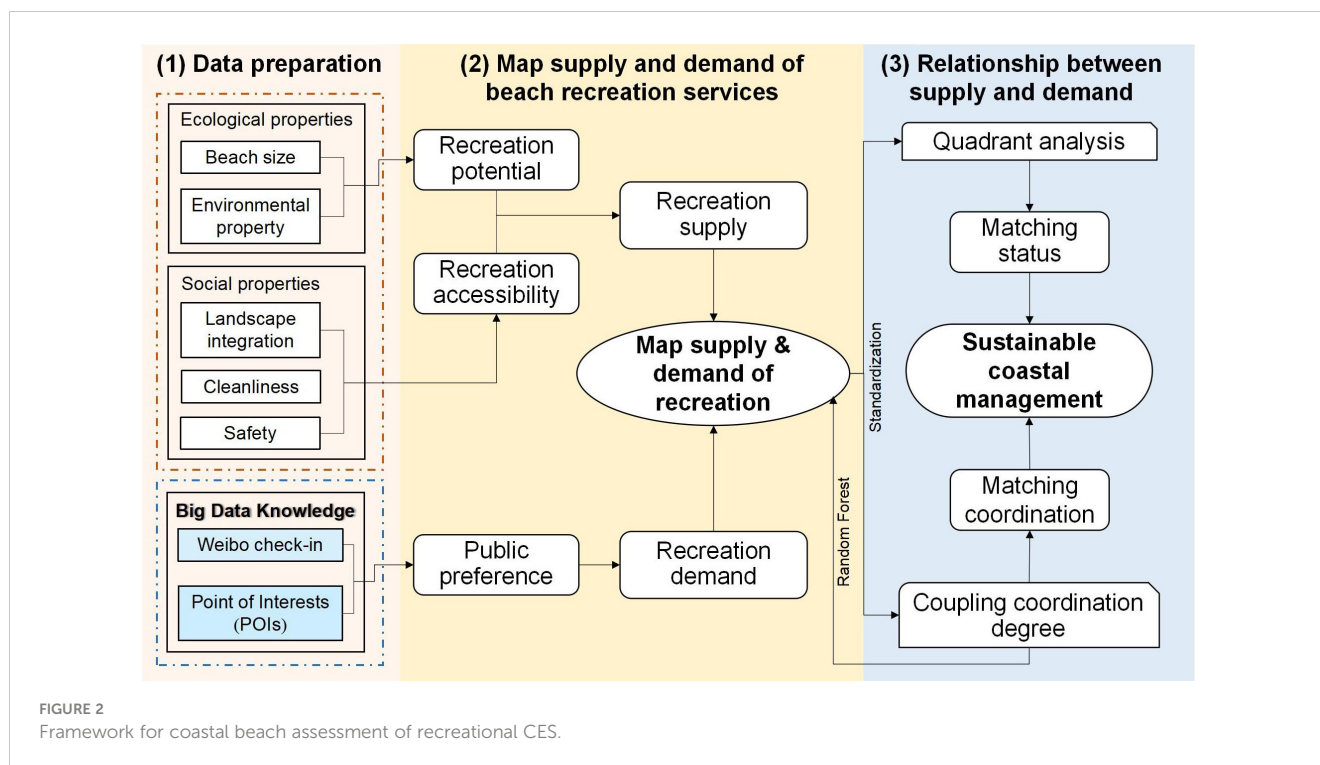 (1) Data preparation
Ecological properties
Beach size
Environmental
property
Social properties
Landscape
integration
Cleanliness
Safety
Big Data Knowledge
Weibo check-in
Point of Interests
(POIs)
(2) Map supply and demand of
beach recreation services
Recreation
potential
Recreation
accessibility
Recreation
supply
Map supply &
demand of
recreation
Public
preference
Recreation
demand
Random Forest
Standardization
(3) Relationship between
supply and demand
Quadrant analysis
Matching
status
Sustainable
coastal
management
Matching
coordination
Coupling coordination
degree
FIGURE 2
Framework for coastal beach assessment of recreational CES.